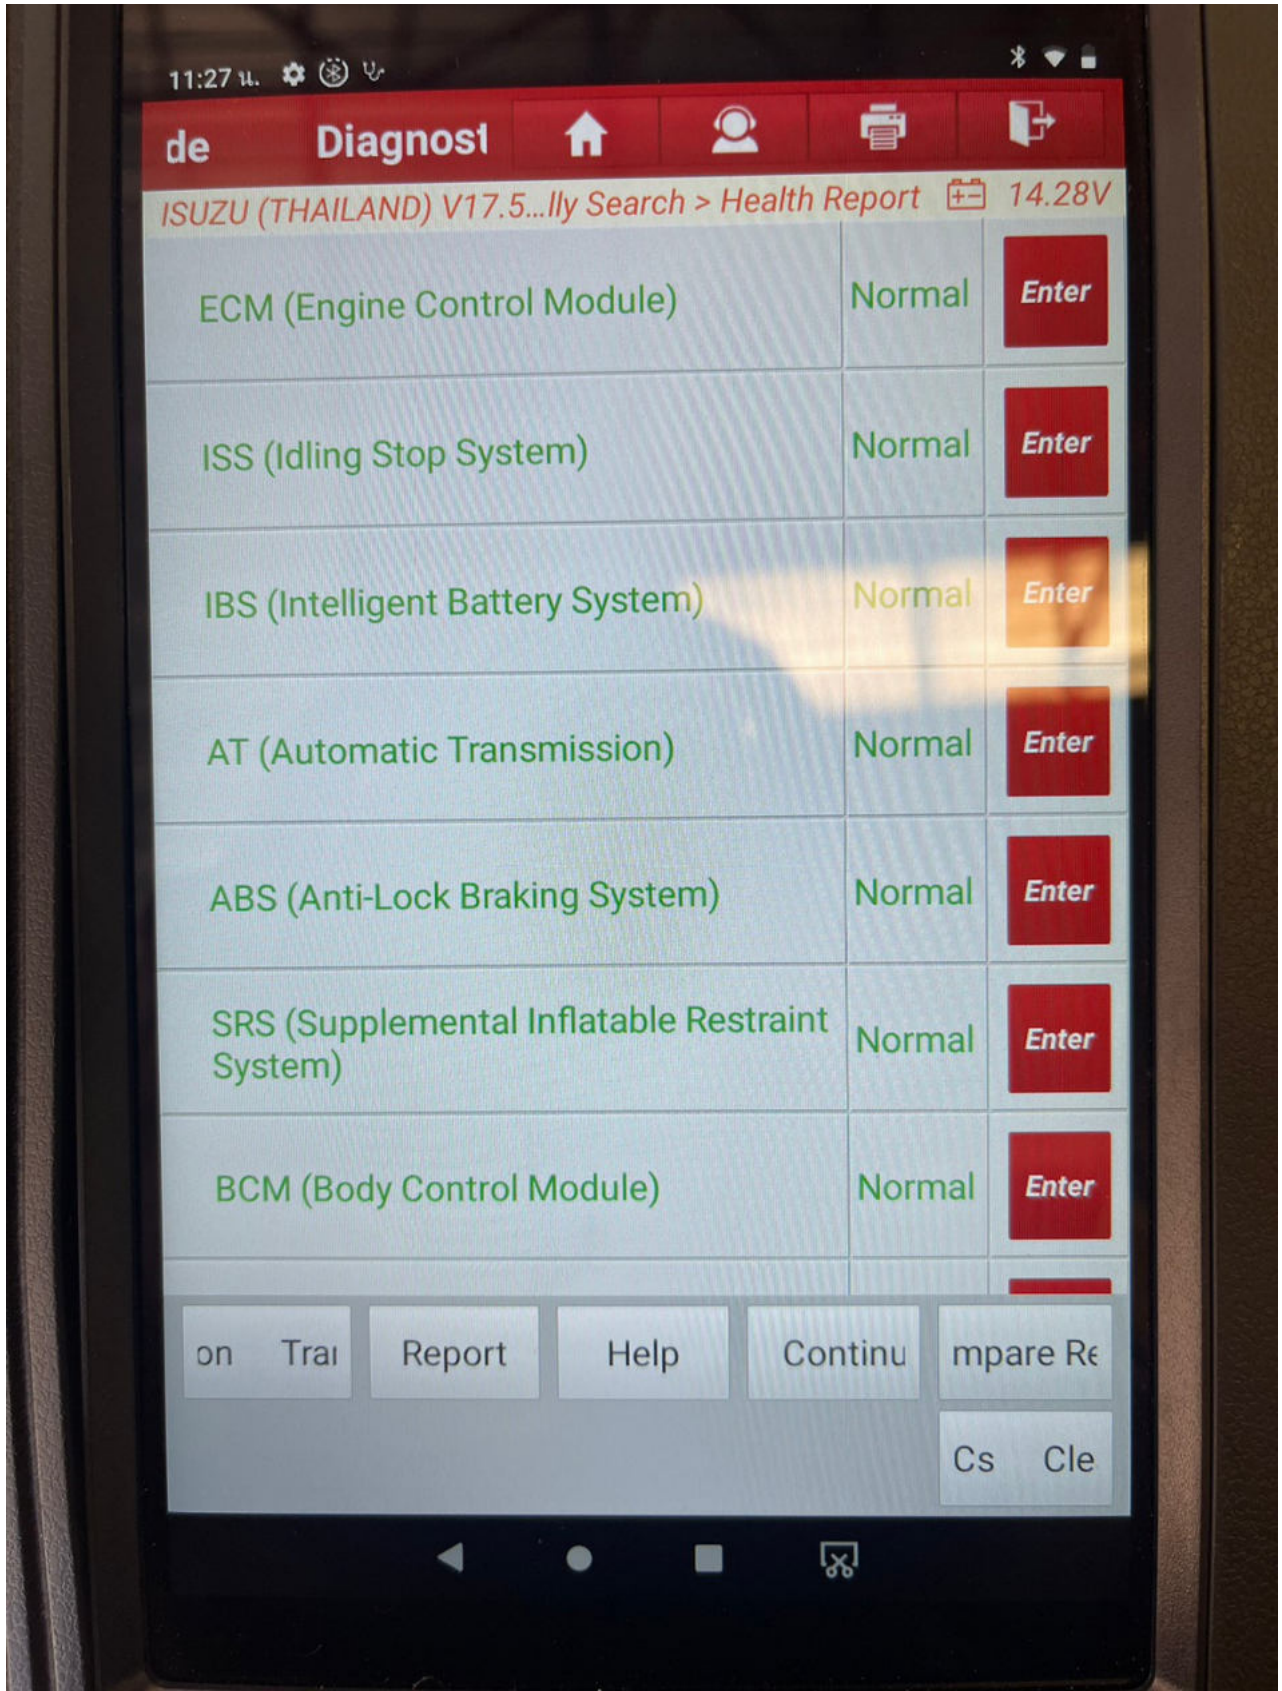 11:27 น.
de Diagnost
ISUZU (THAILAND) V17.5...lly Search > Health Report 14.28V
ECM (Engine Control Module) Normal Enter
ISS (Idling Stop System) Normal Enter
IBS (Intelligent Battery System) Normal Enter
AT (Automatic Transmission) Normal Enter
ABS (Anti-Lock Braking System) Normal Enter
SRS (Supplemental Inflatable Restraint
System) Normal Enter
BCM (Body Control Module) Normal Enter
on Trai Report Help Continu mpare Re
Cs Cle